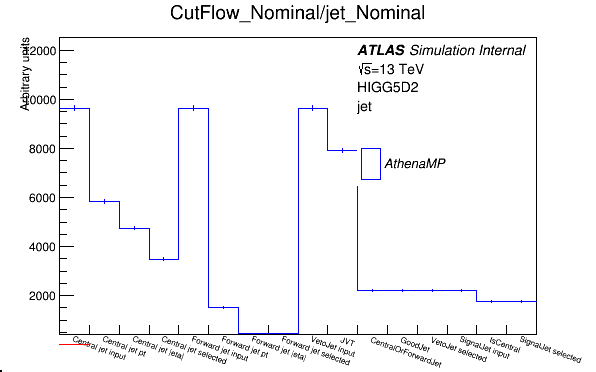 CutFlow_Nominal/jet_Nominal
Arbitrary units
12000
10000
8000
6000
4000
2000
ATLAS Simulation Internal
√s=13 TeV
HIGG5D2
jet
AthenaMP
Central jet input
Central jet pt
Central jet |eta|
Central jet selected
Forward jet input
Forward jet pt
Forward jet |eta|
Forward jet selected
VetoJet input
JVT
CentralOrForwardJet
GoodJet
VetoJet selected
SignalJet input
IsCentral
SignalJet selected